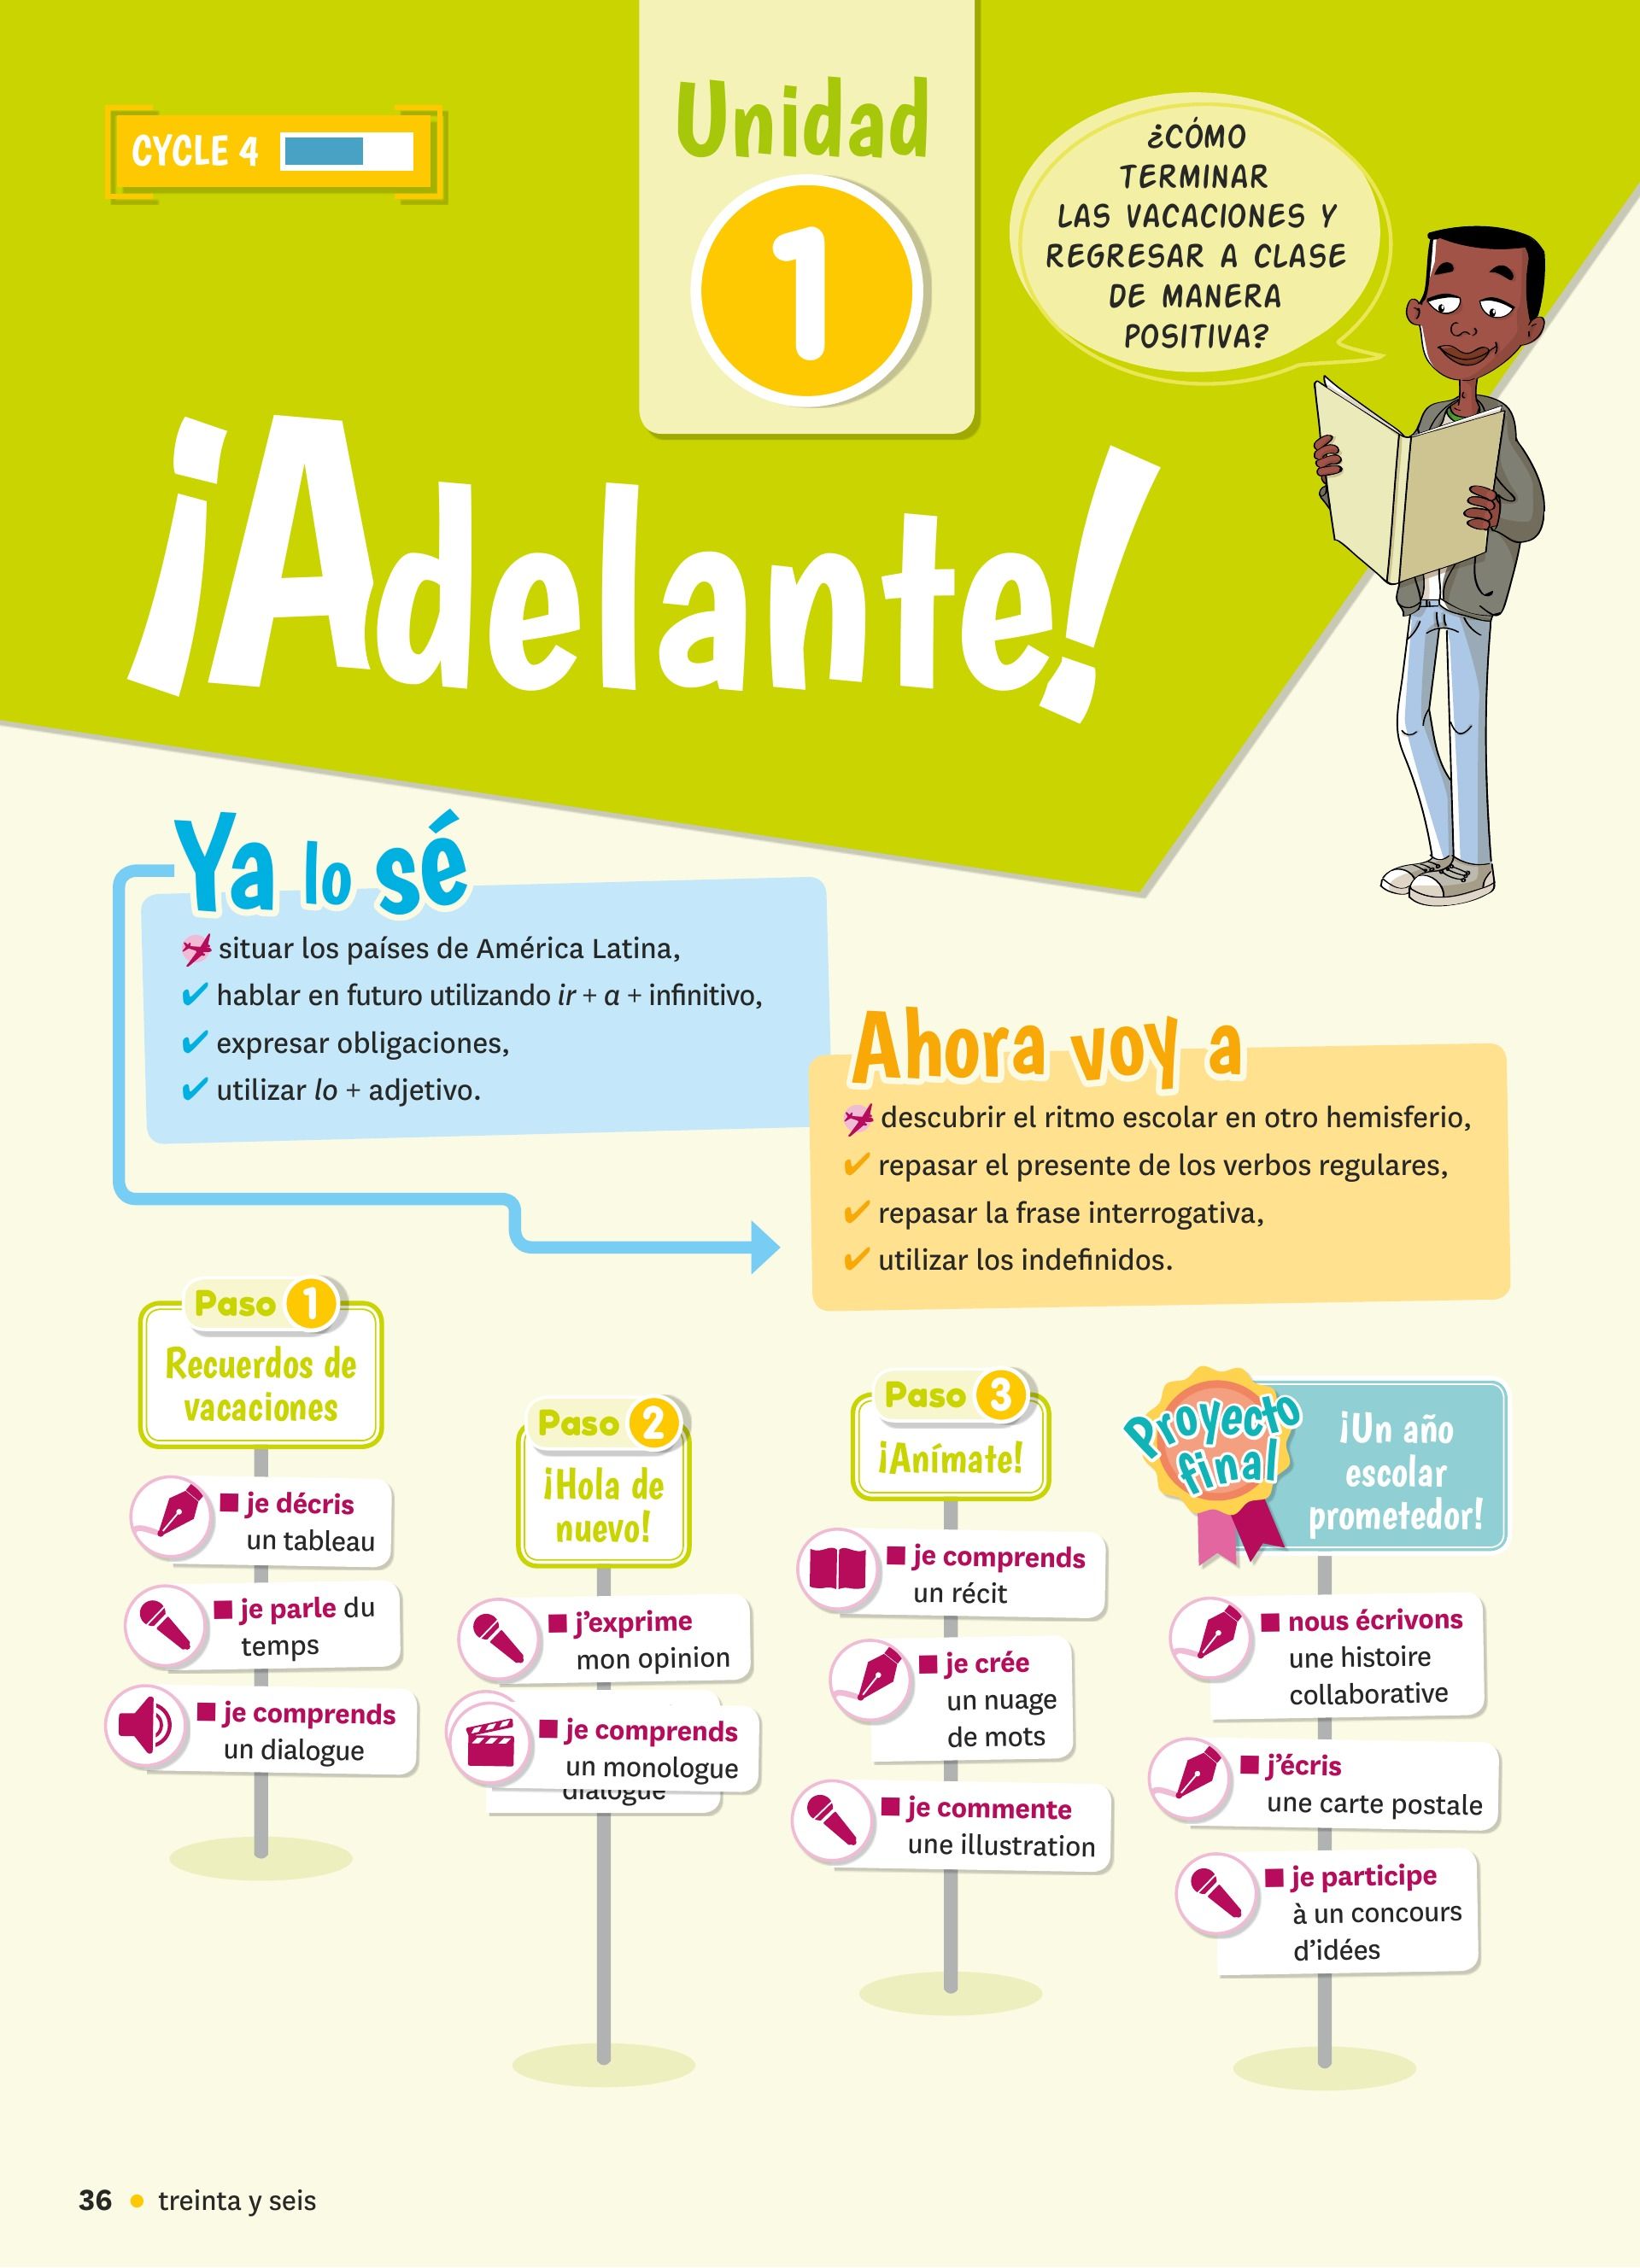 CYCLE 4
Unidad
1
¿CÓMO
TERMINAR
LAS VACACIONES Y
REGRESAR A CLASE
DE MANERA
POSITIVA?
¡Adelante!
Ya lo sé
situar los países de América Latina,
✔ hablar en futuro utilizando ir + a + infinitivo,
✔ expresar obligaciones,
✔ utilizar lo + adjetivo.
Ahora voy a
descubrir el ritmo escolar en otro hemisferio,
✔ repasar el presente de los verbos regulares,
✔ repasar la frase interrogativa,
✔ utilizar los indefinidos.
Paso 1
Recuerdos de
vacaciones
■ je décris
un tableau
■ je parle du
temps
■ je comprends
un dialogue
Paso 2
¡Hola de
nuevo!
■ j’exprime
mon opinion
■ je comprends
un monologue
dialogue
Paso 3
¡Anímate!
■ je comprends
un récit
■ je crée
un nuage
de mots
■ je commente
une illustration
Proyecto
final
¡Un año
escolar
prometedor!
■ nous écrivons
une histoire
collaborative
■ j’écris
une carte postale
■ je participe
à un concours
d’idées
36 • treinta y seis